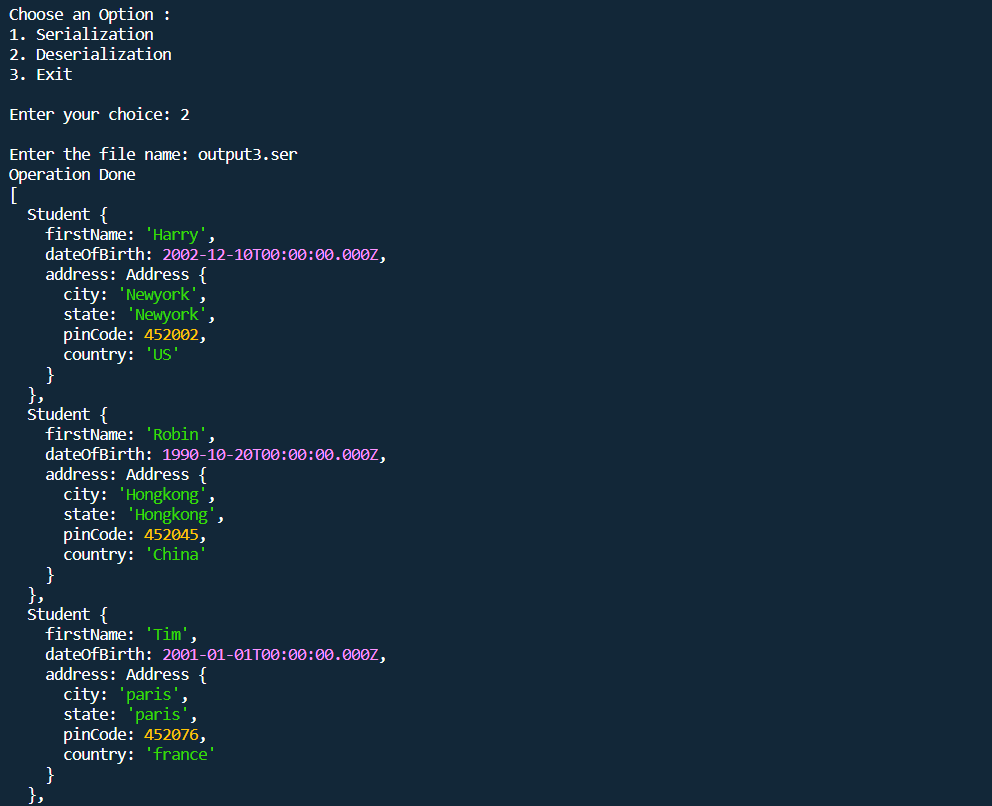 Choose an Option :
1. Serialization
2. Deserialization
3. Exit

Enter your choice: 2

Enter the file name: output3.ser
Operation Done
[
  Student {
    firstName: 'Harry',
    dateOfBirth: 2002-12-10T00:00:00.000Z,
    address: Address {
      city: 'Newyork',
      state: 'Newyork',
      pinCode: 452002,
      country: 'US'
    }
  },
  Student {
    firstName: 'Robin',
    dateOfBirth: 1990-10-20T00:00:00.000Z,
    address: Address {
      city: 'Hongkong',
      state: 'Hongkong',
      pinCode: 452045,
      country: 'China'
    }
  },
  Student {
    firstName: 'Tim',
    dateOfBirth: 2001-01-01T00:00:00.000Z,
    address: Address {
      city: 'paris',
      state: 'paris',
      pinCode: 452076,
      country: 'france'
    }
  },